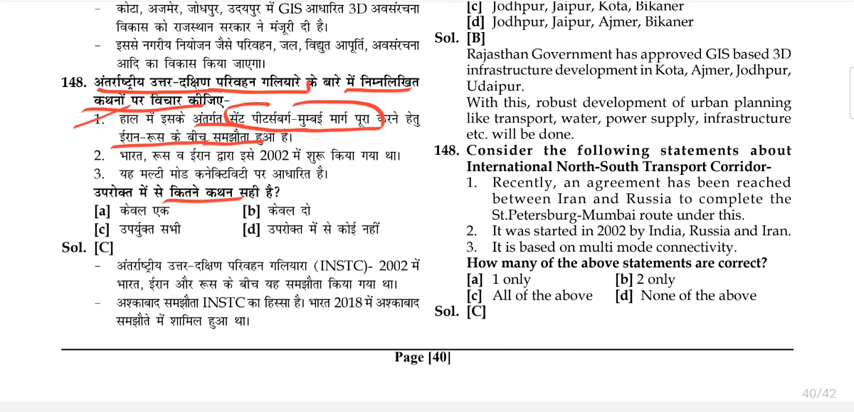 - कोटा, अजमेर, जोधपुर, उदयपुर में GIS आधारित 3D अवसंरचना
विकास को राजस्थान सरकार ने मंजूरी दी है।
- इससे नगरीय नियोजन जैसे परिवहन, जल, विद्युत आपूर्ति, अवसंरचना
आदि का विकास किया जाएगा।
148. अंतर्राष्ट्रीय उत्तर-दक्षिण परिवहन गलियारे के बारे में निम्नलिखित
कथनों पर विचार कीजिए-
1. हाल में इसके अंतर्गत सेंट पीटर्सबर्ग-मुम्बई मार्ग पूरा करने हेतु
ईरान-रूस के बीच समझौता हुआ है।
2. भारत, रूस व ईरान द्वारा इसे 2002 में शुरू किया गया था।
3. यह मल्टी मोड कनेक्टिविटी पर आधारित है।
उपरोक्त में से कितने कथन सही है?
[a] केवल एक [b] केवल दो
[c] उपर्युक्त सभी [d] उपरोक्त में से कोई नहीं
Sol. [C]
- अंतर्राष्ट्रीय उत्तर-दक्षिण परिवहन गलियारा (INSTC)- 2002 में
भारत, ईरान और रूस के बीच यह समझौता किया गया था।
- अश्काबाद समझौता INSTC का हिस्सा है। भारत 2018 में अश्काबाद
समझौते में शामिल हुआ था।
[c] Jodhpur, Jaipur, Kota, Bikaner
[d] Jodhpur, Jaipur, Ajmer, Bikaner
Sol. [B]
Rajasthan Government has approved GIS based 3D
infrastructure development in Kota, Ajmer, Jodhpur,
Udaipur.
With this, robust development of urban planning
like transport, water, power supply, infrastructure
etc. will be done.
148. Consider the following statements about
International North-South Transport Corridor-
1. Recently, an agreement has been reached
between Iran and Russia to complete the
St.Petersburg-Mumbai route under this.
2. It was started in 2002 by India, Russia and Iran.
3. It is based on multi mode connectivity.
How many of the above statements are correct?
[a] 1 only [b] 2 only
[c] All of the above [d] None of the above
Sol. [C]
Page [40]
40/42